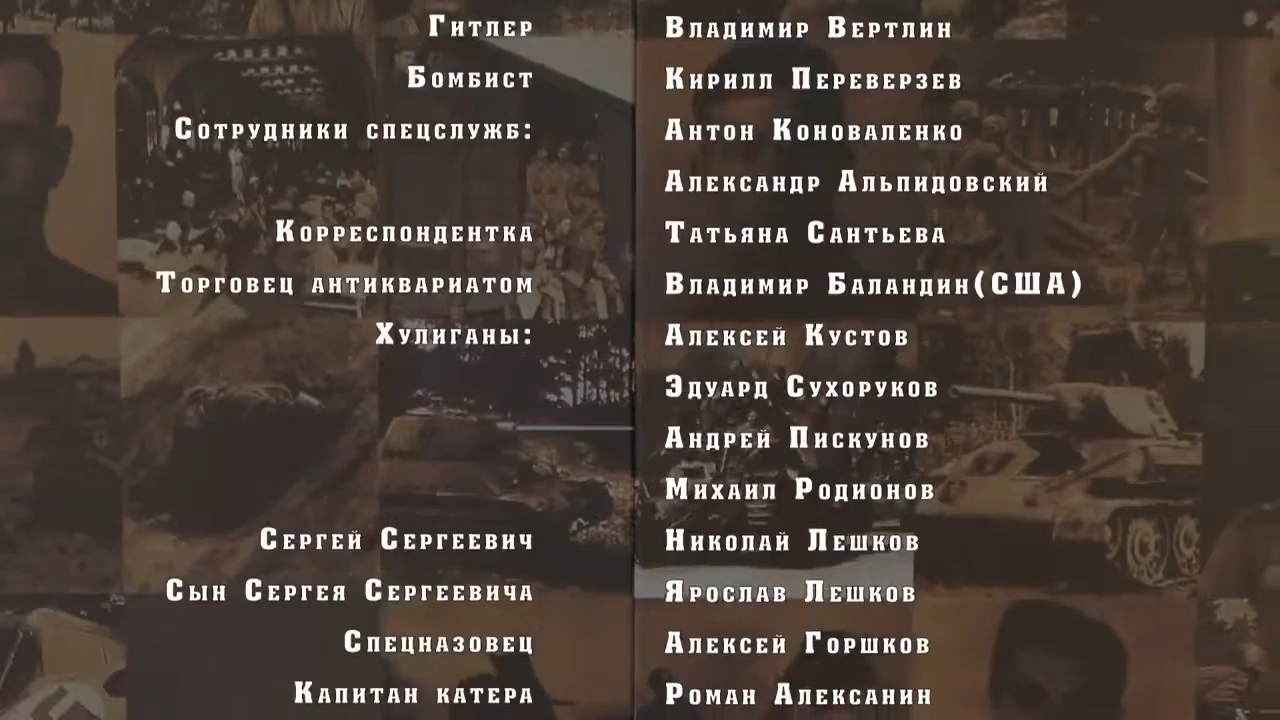 Гитлер Владимир Вертлин
Бомбист Кирилл Переверзев
Сотрудники спецслужб: Антон Коноваленко
Александр Альпидовский
Корреспондентка Татьяна Сантьева
Торговец антиквариатом Владимир Баландин(США)
Хулиганы: Алексей Кустов
Эдуард Сухоруков
Андрей Пискунов
Михаил Родионов
Сергей Сергеевич Николай Лешков
Сын Сергея Сергеевича Ярослав Лешков
Спецназовец Алексей Горшков
Капитан катера Роман Алексанин